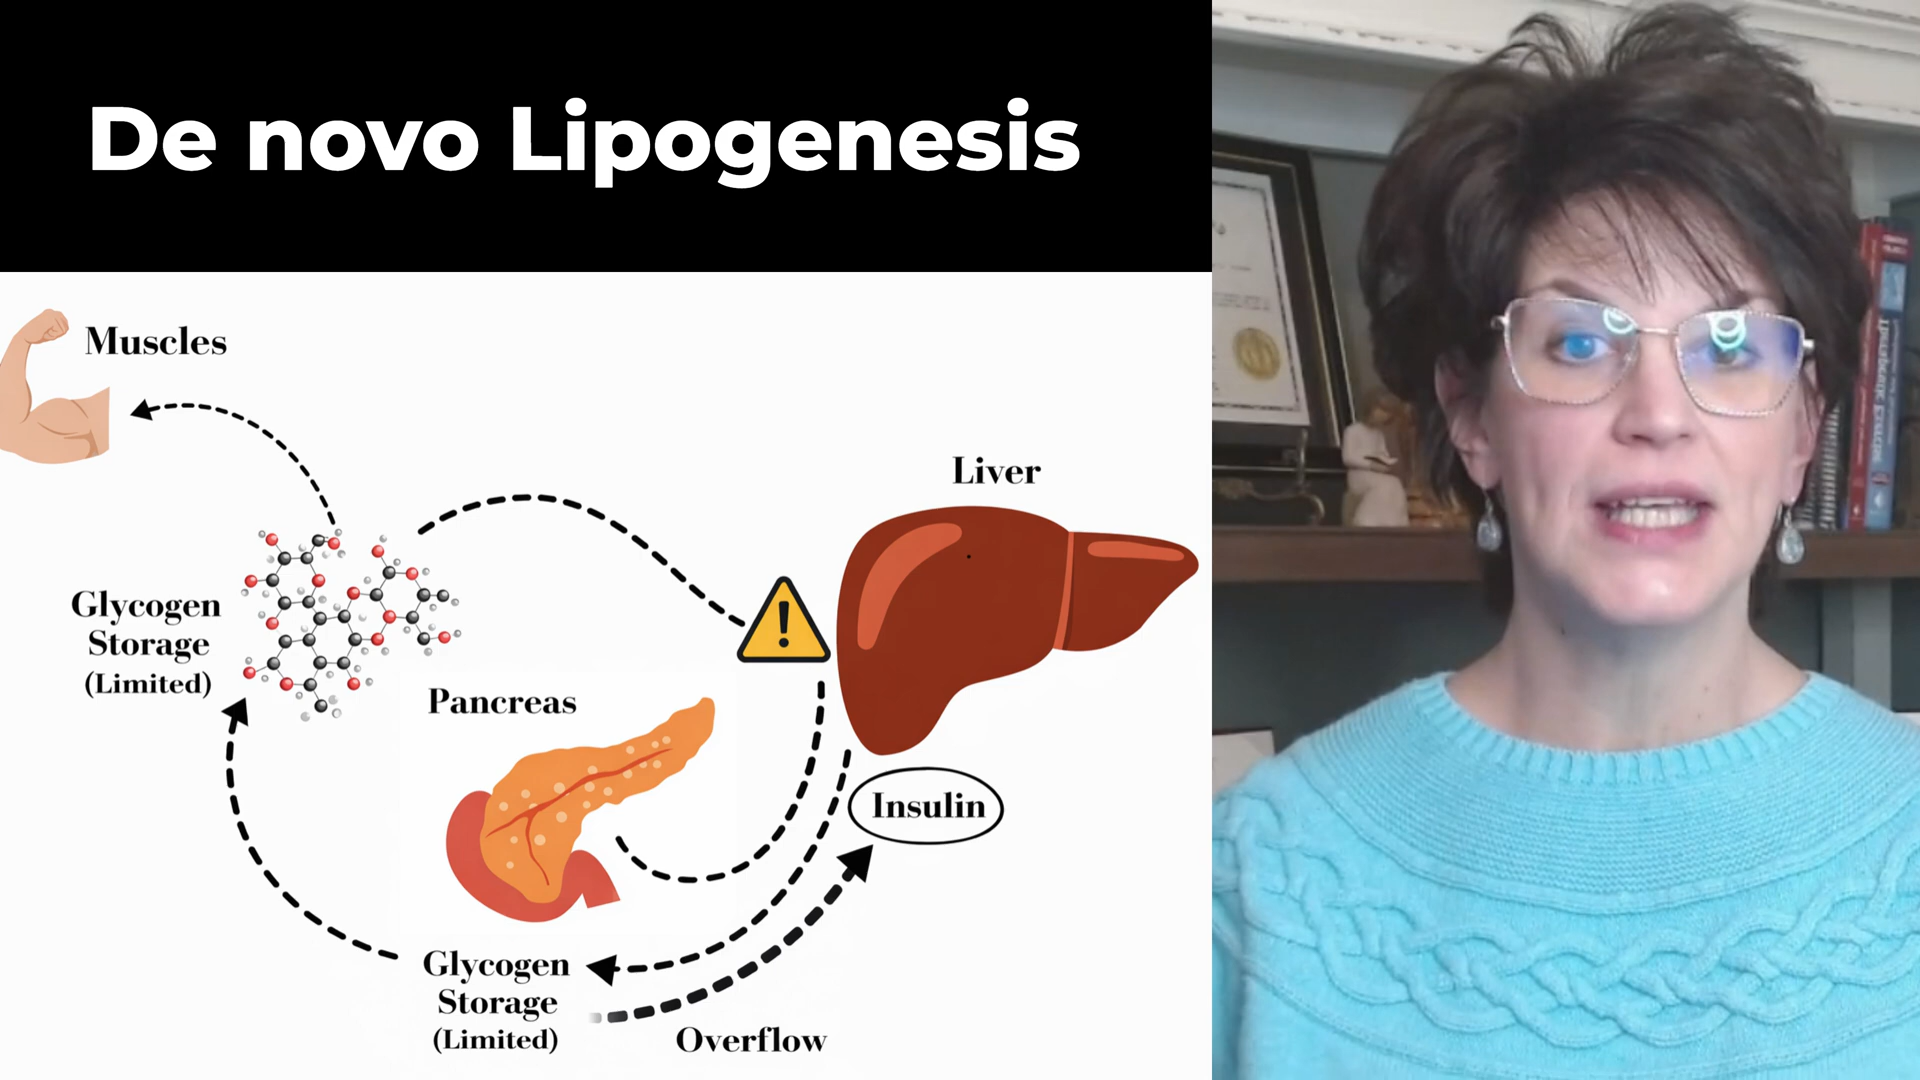 De novo Lipogenesis
Muscles
Liver
Glycogen
Storage
(Limited)
Pancreas
Insulin
Glycogen
Storage
(Limited)
Overflow